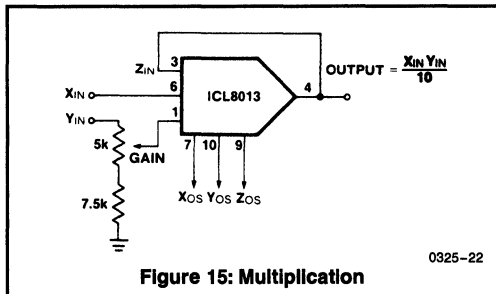 3
Z_IN
4
OUTPUT = X_IN Y_IN / 10
X_IN
6
ICL8013
Y_IN
1
5k
GAIN
7 10 9
7.5k
X_OS Y_OS Z_OS
0325-22
Figure 15: Multiplication